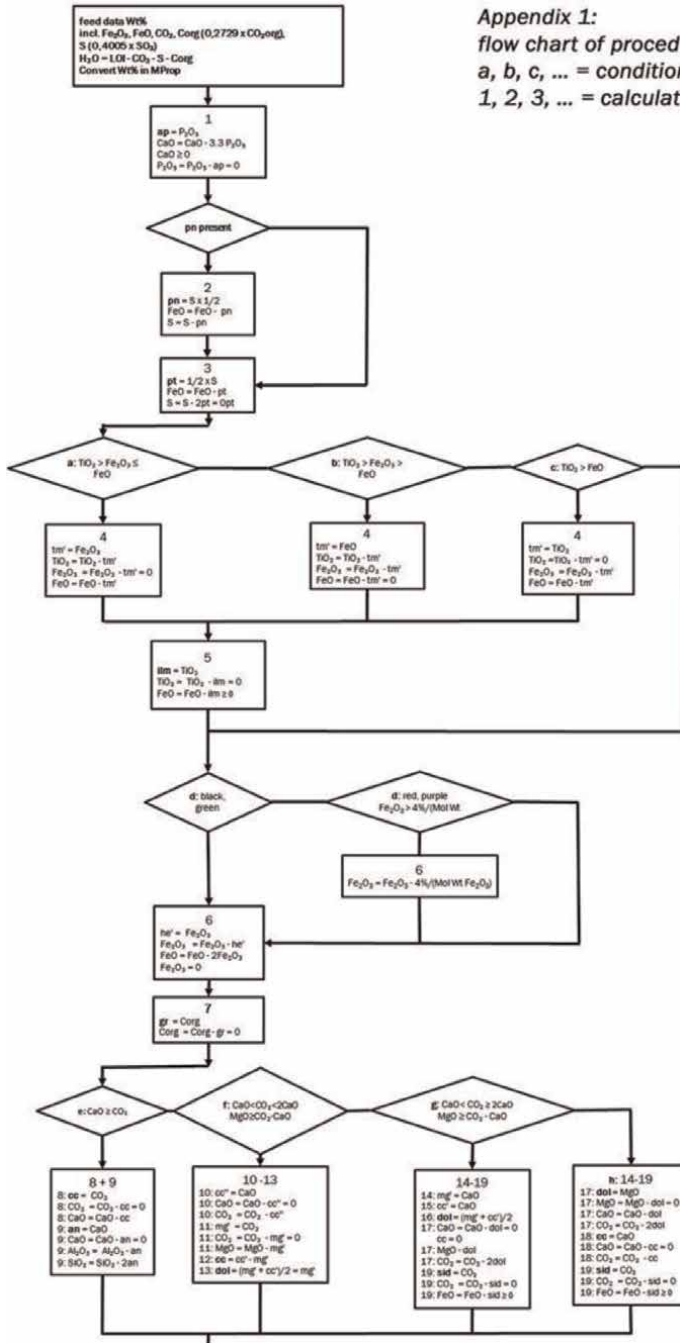 Appendix 1:
flow chart of proced
a, b, c, ... = condition
1, 2, 3, ... = calculat
feed data Wt%
incl. Fe₂O₃, FeO, CO₂, Corg (0,2729 x CO₂org),
S (0,4005 x SO₃)
H₂O = LOI - CO₂ - S - Corg
Convert Wt% in MProp
1
ap = P₂O₅
CaO = CaO - 3.3 P₂O₅
CaO ≥ 0
P₂O₅ = P₂O₅ - ap = 0
pn present
2
pn = S x 1/2
FeO = FeO - pn
S = S - pn
3
pt = 1/2 x S
FeO = FeO - pt
S = S - 2pt = 0pt
a: TiO₂ > Fe₂O₃ ≤
FeO
b: TiO₂ > Fe₂O₃ >
FeO
c: TiO₂ > FeO
4
tm' = Fe₂O₃
TiO₂ = TiO₂ - tm'
Fe₂O₃ = Fe₂O₃ - tm' = 0
FeO = FeO - tm'
4
tm' = FeO
TiO₂ = TiO₂ - tm'
Fe₂O₃ = Fe₂O₃ - tm'
FeO = FeO - tm' = 0
4
tm' = TiO₂
TiO₂ = TiO₂ - tm' = 0
Fe₂O₃ = Fe₂O₃ - tm'
FeO = FeO - tm'
5
ilm = TiO₂
TiO₂ = TiO₂ - ilm = 0
FeO = FeO - ilm ≥ 0
d: black,
green
d: red, purple
Fe₂O₃ > 4%/(Mol Wt
6
Fe₂O₃ = Fe₂O₃ - 4%/(Mol Wt Fe₂O₃)
6
he' = Fe₂O₃
Fe₂O₃ = Fe₂O₃ - he'
FeO = FeO - 2Fe₂O₃
Fe₂O₃ = 0
7
gr = Corg
Corg = Corg - gr = 0
e: CaO ≥ CO₂
f: CaO<CO₂<2CaO
MgO≥CO₂-CaO
g: CaO< CO₂ ≥ 2CaO
MgO ≥ CO₂ - CaO
8 + 9
8: cc = CO₂
8: CO₂ = CO₂ - cc = 0
8: CaO = CaO - cc
9: an = CaO
9: CaO = CaO - an = 0
9: Al₂O₃ = Al₂O₃ - an
9: SiO₂ = SiO₂ - 2an
10 -13
10: cc" = CaO
10: CaO = CaO - cc" = 0
10: CO₂ = CO₂ - cc"
11: mg' = CO₂
11: CO₂ = CO₂ - mg' = 0
11: MgO = MgO - mg'
12: cc = cc" - mg'
13: dol = (mg' + cc')/2 = mg'
14-19
14: mg' = CaO
15: cc' = CaO
16: dol = (mg' + cc')/2
17: CaO = CaO - dol = 0
cc = 0
17: MgO - dol
17: CO₂ = CO₂ - 2dol
19: sid = CO₂
19: CO₂ = CO₂ - sid = 0
19: FeO = FeO - sid ≥ 0
h: 14-19
17: dol = MgO
17: MgO = MgO - dol = 0
17: CaO = CaO - dol
17: CO₂ = CO₂ - 2dol
18: cc = CaO
18: CaO = CaO - cc = 0
19: CO₂ = CO₂ - cc
19: sid = CO₂
19: CO₂ = CO₂ - sid = 0
19: FeO = FeO - sid ≥ 0